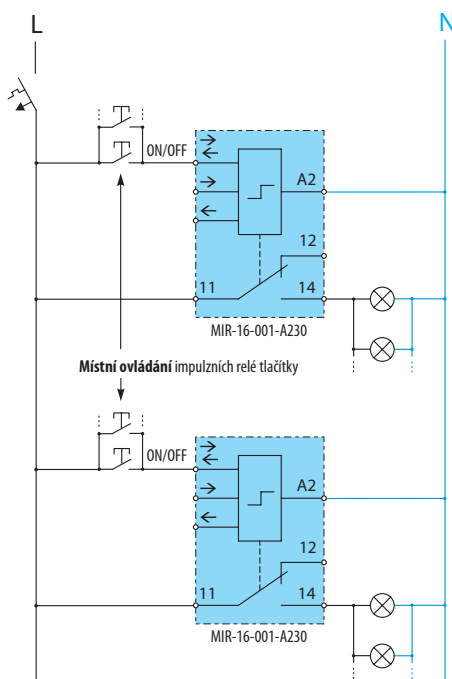 L N
ON/OFF
A2
12
11 14
MIR-16-001-A230
Místní ovládání impulzních relé tlačítky
ON/OFF
A2
12
11 14
MIR-16-001-A230